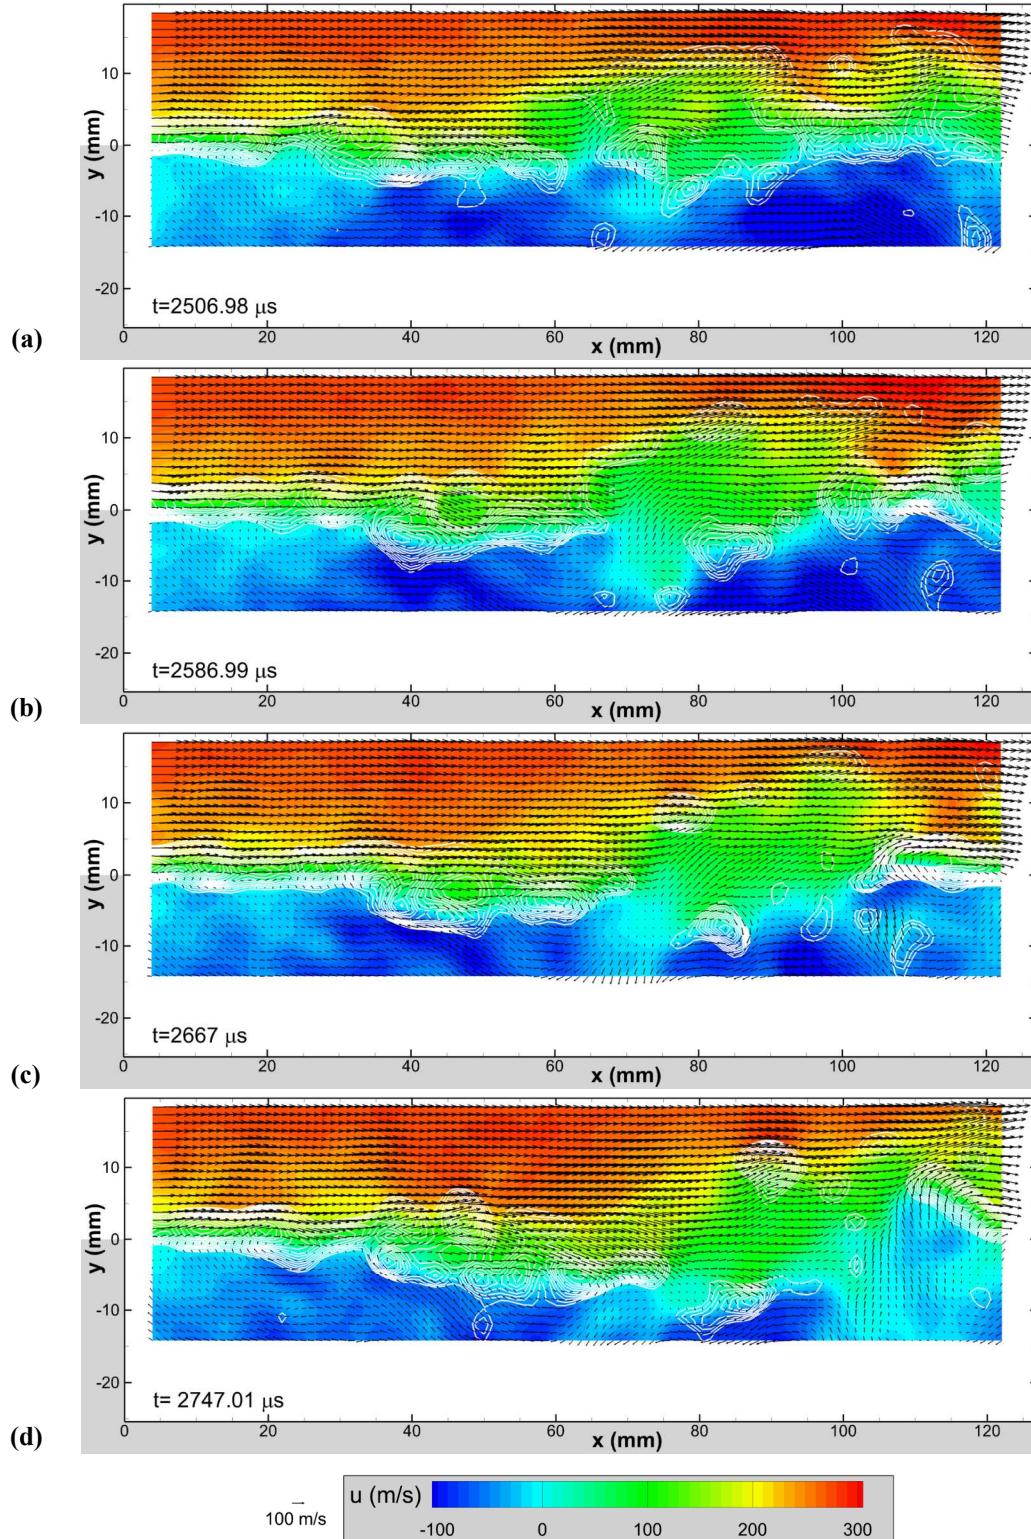 10
0
-10
-20
y (mm)
t=2506.98 μs
(a)
0 20 40 60 80 100 120
x (mm)
10
0
-10
-20
y (mm)
t=2586.99 μs
(b)
0 20 40 60 80 100 120
x (mm)
10
0
-10
-20
y (mm)
t=2667 μs
(c)
0 20 40 60 80 100 120
x (mm)
10
0
-10
-20
y (mm)
t= 2747.01 μs
(d)
0 20 40 60 80 100 120
x (mm)
100 m/s
u (m/s)
-100 0 100 200 300